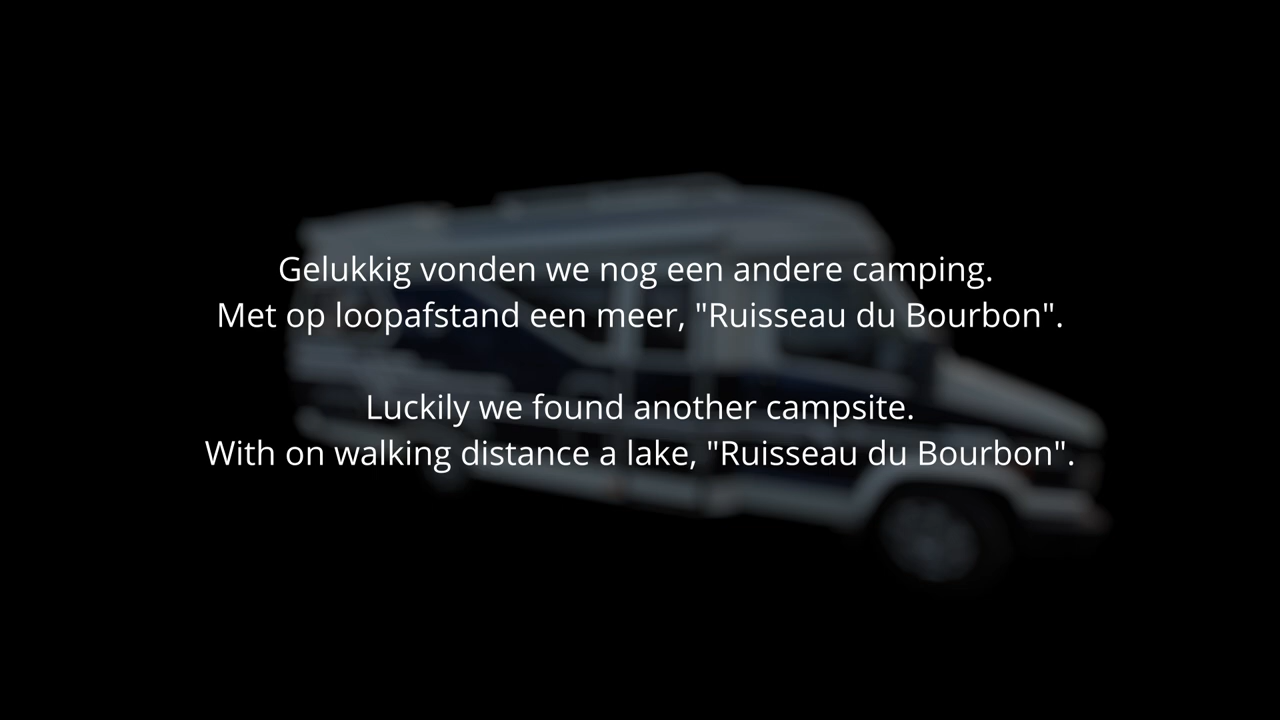 Gelukkig vonden we nog een andere camping.
Met op loopafstand een meer, "Ruisseau du Bourbon".
Luckily we found another campsite.
With on walking distance a lake, "Ruisseau du Bourbon".